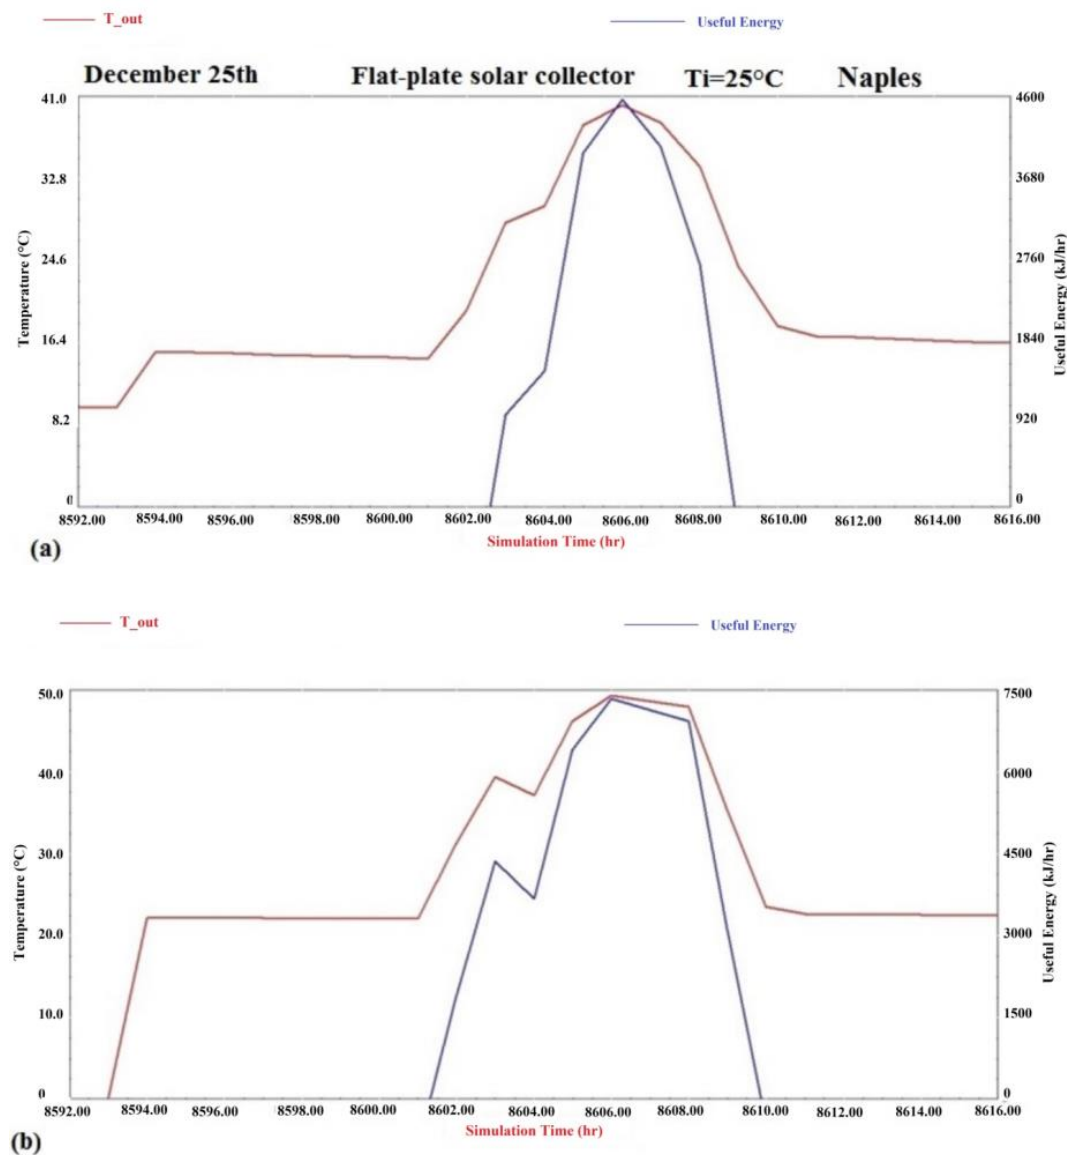 T_out Useful Energy
December 25th Flat-plate solar collector Ti=25°C Naples
41.0 4600
32.8 3680
24.6 2760
16.4 1840
8.2 920
0 0
Temperature (°C)
Useful Energy (kJ/hr)
8592.00 8594.00 8596.00 8598.00 8600.00 8602.00 8604.00 8606.00 8608.00 8610.00 8612.00 8614.00 8616.00
Simulation Time (hr)
(a)
T_out Useful Energy
50.0 7500
40.0 6000
30.0 4500
20.0 3000
10.0 1500
0 0
Temperature (°C)
Useful Energy (kJ/hr)
8592.00 8594.00 8596.00 8598.00 8600.00 8602.00 8604.00 8606.00 8608.00 8610.00 8612.00 8614.00 8616.00
Simulation Time (hr)
(b)